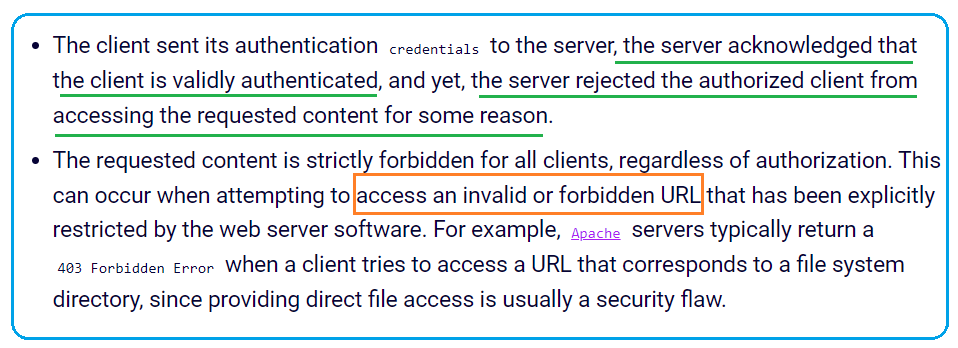 • The client sent its authentication credentials to the server, the server acknowledged that
the client is validly authenticated, and yet, the server rejected the authorized client from
accessing the requested content for some reason.
• The requested content is strictly forbidden for all clients, regardless of authorization. This
can occur when attempting to access an invalid or forbidden URL that has been explicitly
restricted by the web server software. For example, Apache servers typically return a
403 Forbidden Error when a client tries to access a URL that corresponds to a file system
directory, since providing direct file access is usually a security flaw.